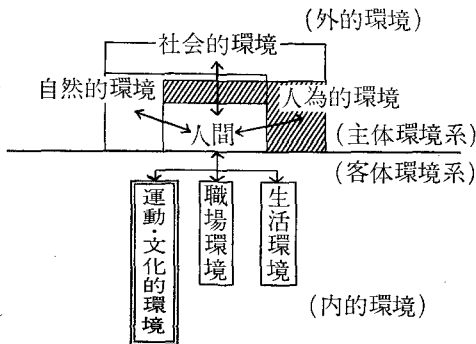 (外的環境)
社会的環境
自然的環境
人為的環境
人間
(主体環境系)
(客体環境系)
運動・文化的環境
職場環境
生活環境
(内的環境)